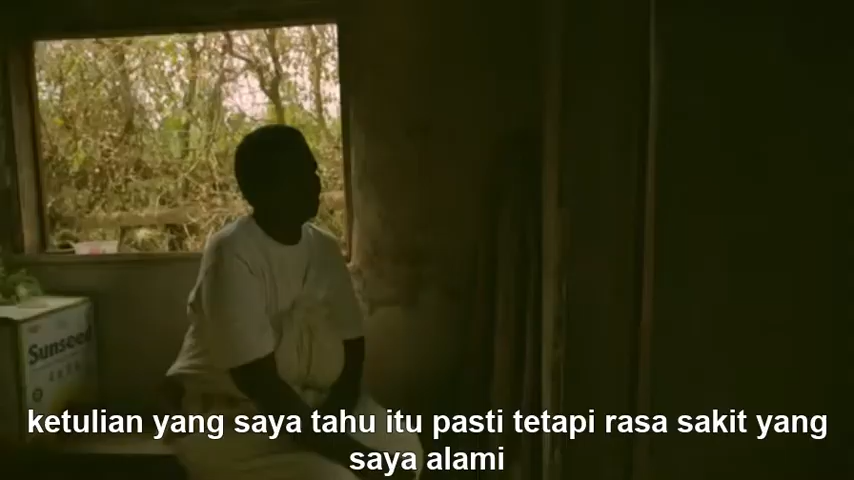 Sunseed
ketulian yang saya tahu itu pasti tetapi rasa sakit yang
saya alami